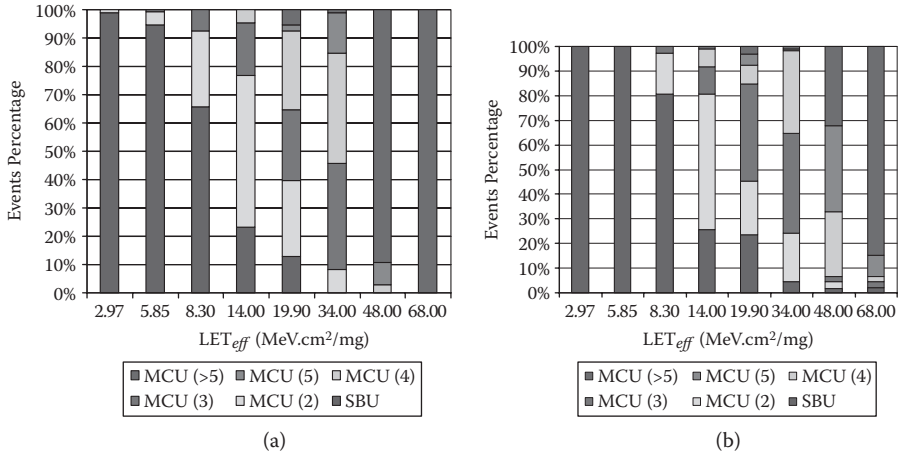 100%
90%
80%
70%
60%
50%
40%
30%
20%
10%
0%
Events Percentage
2.97 5.85 8.30 14.00 19.90 34.00 48.00 68.00
LETeff (MeV.cm²/mg)
MCU (>5) MCU (5) MCU (4)
MCU (3) MCU (2) SBU
(a)
100%
90%
80%
70%
60%
50%
40%
30%
20%
10%
0%
Events Percentage
2.97 5.85 8.30 14.00 19.90 34.00 48.00 68.00
LETeff (MeV.cm²/mg)
MCU (>5) MCU (5) MCU (4)
MCU (3) MCU (2) SBU
(b)